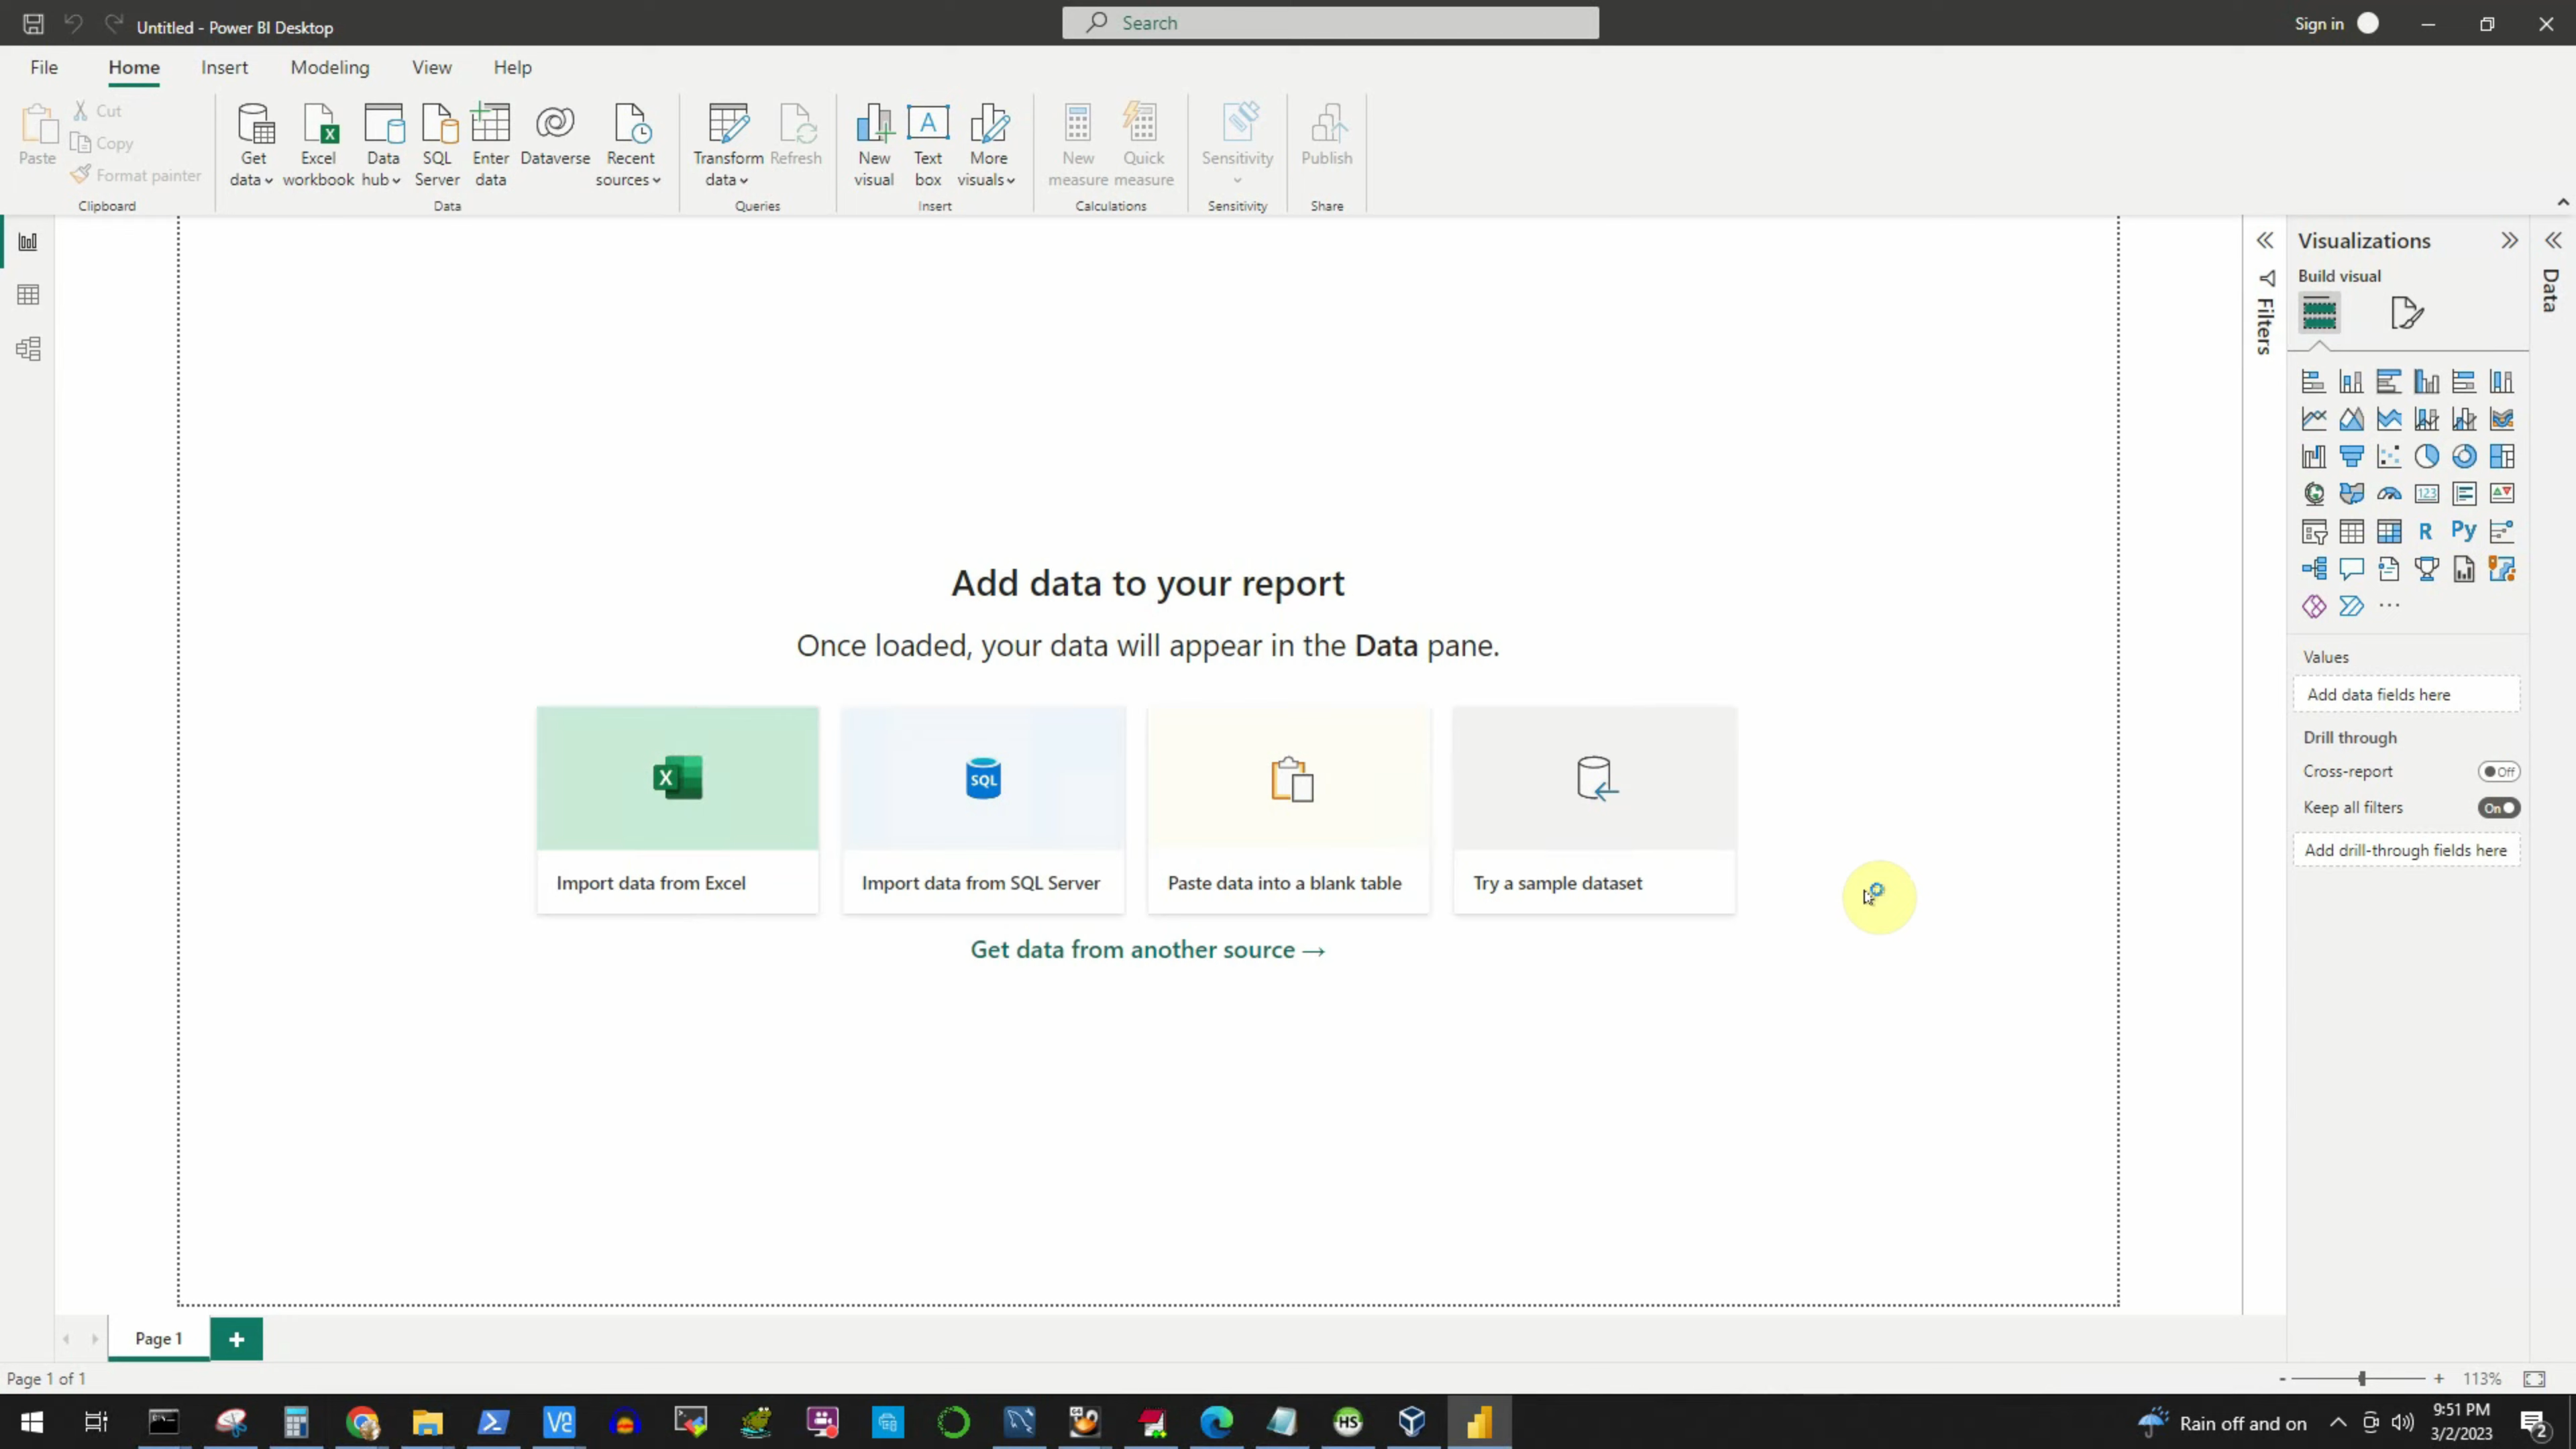 Untitled - Power BI Desktop
Search
Sign in
File Home Insert Modeling View Help
Paste
Cut
Copy
Format painter
Clipboard
Get data
Excel workbook
Data hub
SQL Server
Enter data
Dataverse
Recent sources
Data
Transform data
Refresh
Queries
New visual
Text box
More visuals
Insert
New measure
Quick measure
Calculations
Sensitivity
Sensitivity
Publish
Share
Filters
Visualizations
Build visual
Data
Add data to your report
Once loaded, your data will appear in the Data pane.
SQL
Import data from Excel
Import data from SQL Server
Paste data into a blank table
Try a sample dataset
Get data from another source →
123
R Py
Values
Add data fields here
Drill through
Cross-report Off
Keep all filters On
Add drill-through fields here
Page 1
Page 1 of 1
- + 113%
HS
Rain off and on
9:51 PM
3/2/2023
2